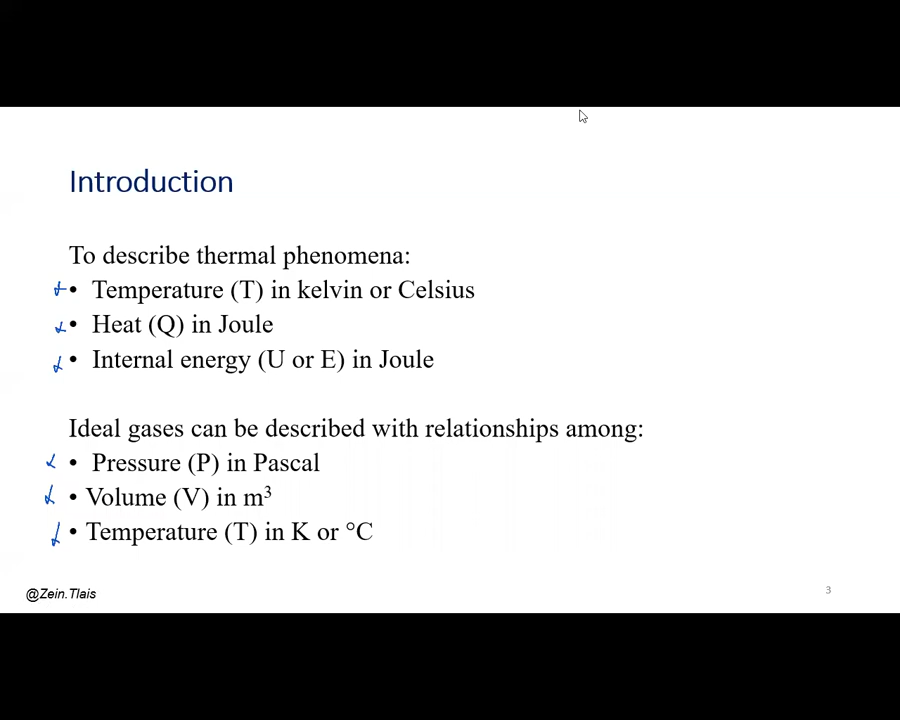 Introduction
To describe thermal phenomena:
• Temperature (T) in kelvin or Celsius
• Heat (Q) in Joule
• Internal energy (U or E) in Joule
Ideal gases can be described with relationships among:
• Pressure (P) in Pascal
• Volume (V) in m³
• Temperature (T) in K or °C
@Zein.Tlais
3